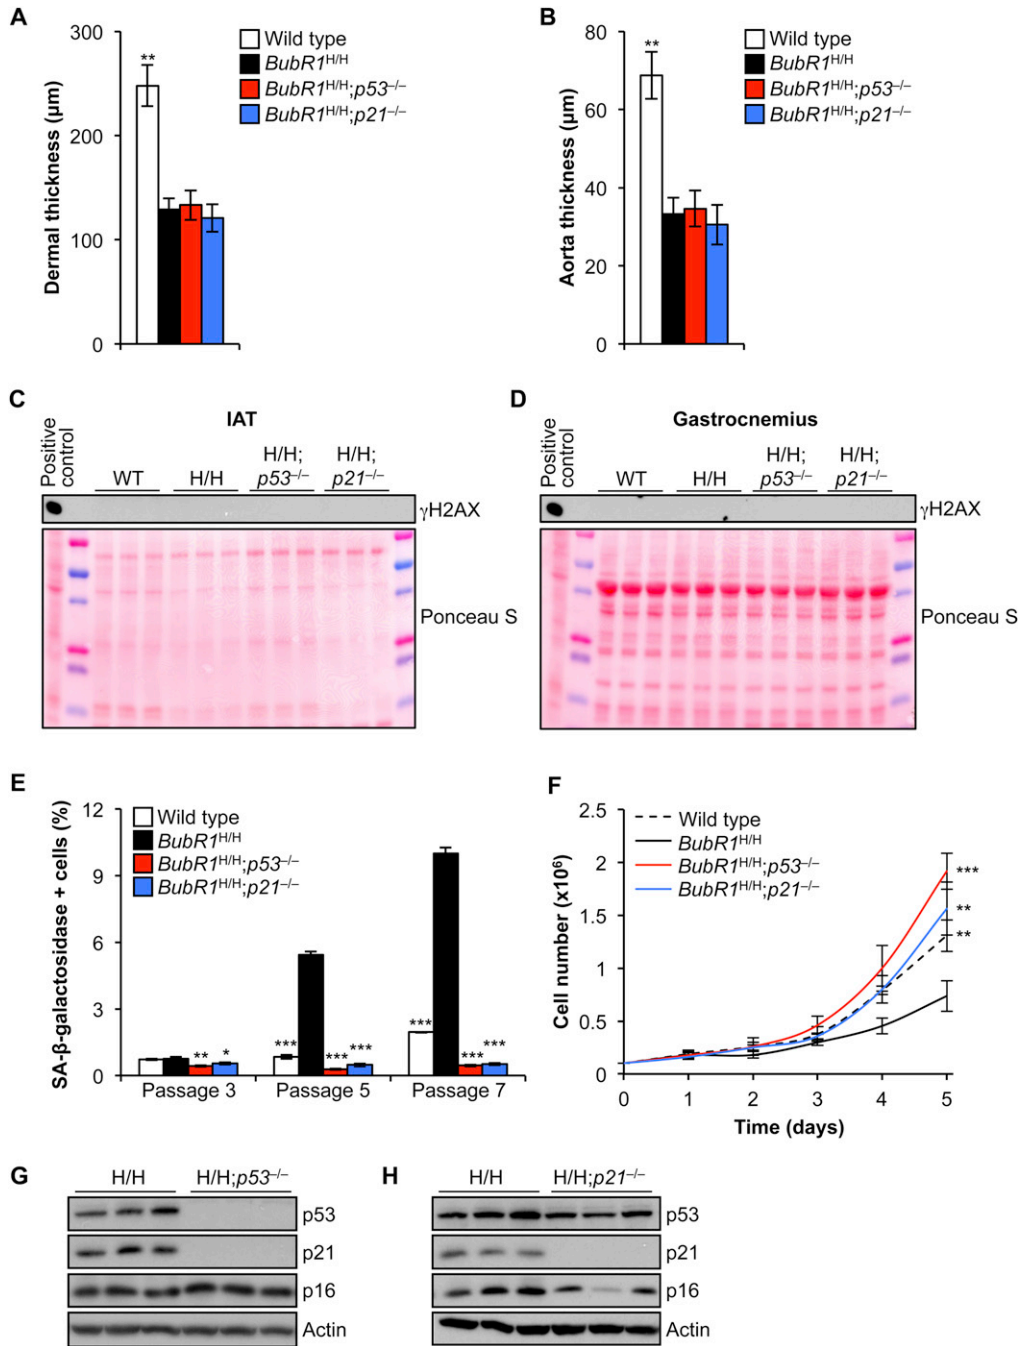 A
Dermal thickness (µm)
300
200
100
0
**
Wild type
BubR1H/H
BubR1H/H;p53–/–
BubR1H/H;p21–/–
B
Aorta thickness (µm)
80
60
40
20
0
**
Wild type
BubR1H/H
BubR1H/H;p53–/–
BubR1H/H;p21–/–
C
IAT
Positive control
WT
H/H
H/H; p53–/–
H/H; p21–/–
γH2AX
Ponceau S
D
Gastrocnemius
Positive control
WT
H/H
H/H; p53–/–
H/H; p21–/–
γH2AX
Ponceau S
E
SA-β-galactosidase + cells (%)
12
9
6
3
0
Wild type
BubR1H/H
BubR1H/H;p53–/–
BubR1H/H;p21–/–
** *
*** *** ***
*** *** ***
Passage 3 Passage 5 Passage 7
F
Cell number (x10⁶)
2.5
2
1.5
1
0.5
0
Wild type
BubR1H/H
BubR1H/H;p53–/–
BubR1H/H;p21–/–
***
**
**
0 1 2 3 4 5
Time (days)
G
H/H H/H;p53–/–
p53
p21
p16
Actin
H
H/H H/H;p21–/–
p53
p21
p16
Actin